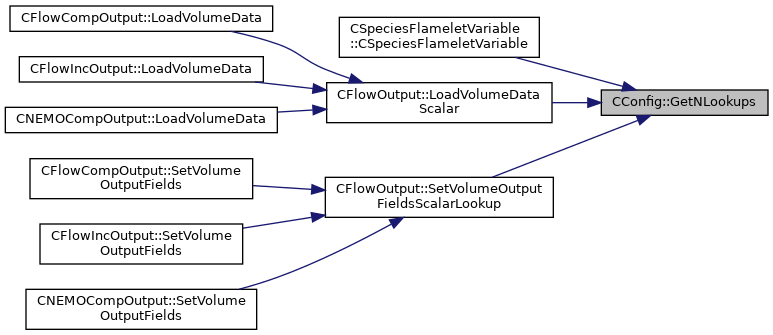 CFlowCompOutput::LoadVolumeData
CFlowIncOutput::LoadVolumeData
CNEMOCompOutput::LoadVolumeData
CFlowCompOutput::SetVolume
OutputFields
CFlowIncOutput::SetVolume
OutputFields
CNEMOCompOutput::SetVolume
OutputFields
CSpeciesFlameletVariable
::CSpeciesFlameletVariable
CFlowOutput::LoadVolumeData
Scalar
CFlowOutput::SetVolumeOutput
FieldsScalarLookup
CConfig::GetNLookups